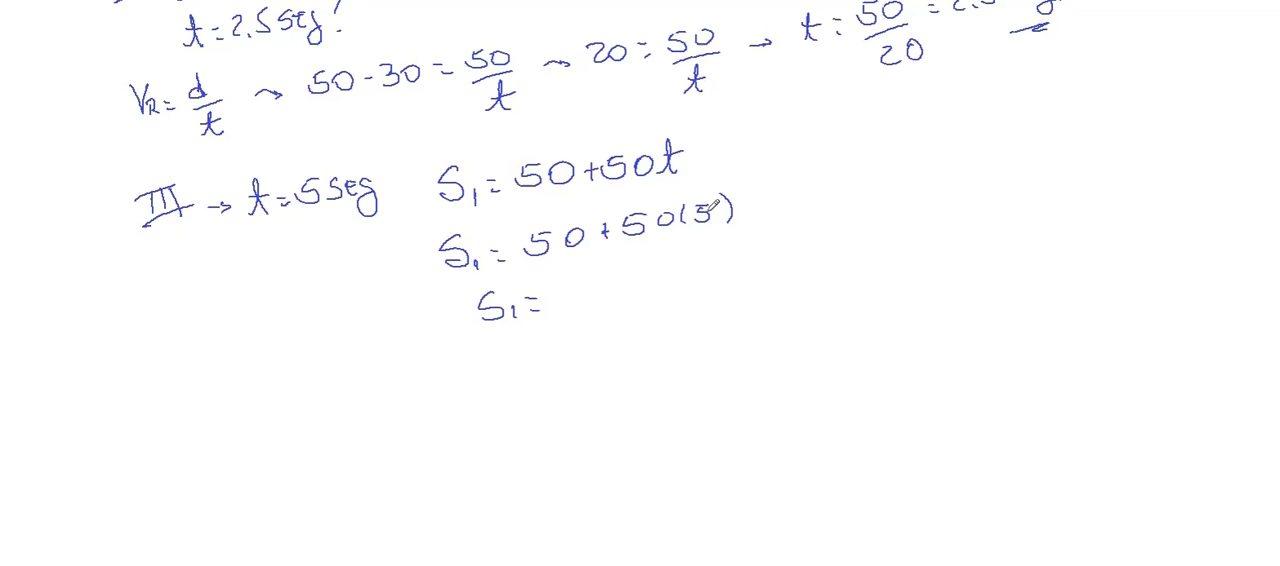 t = 2.5 seg!
V_R = d/t → 50 - 30 = 50/t → 20 = 50/t → t = 50/20 =
III → t = 5 seg S₁ = 50 + 50t
S₁ = 50 + 50(5)
S₁ =